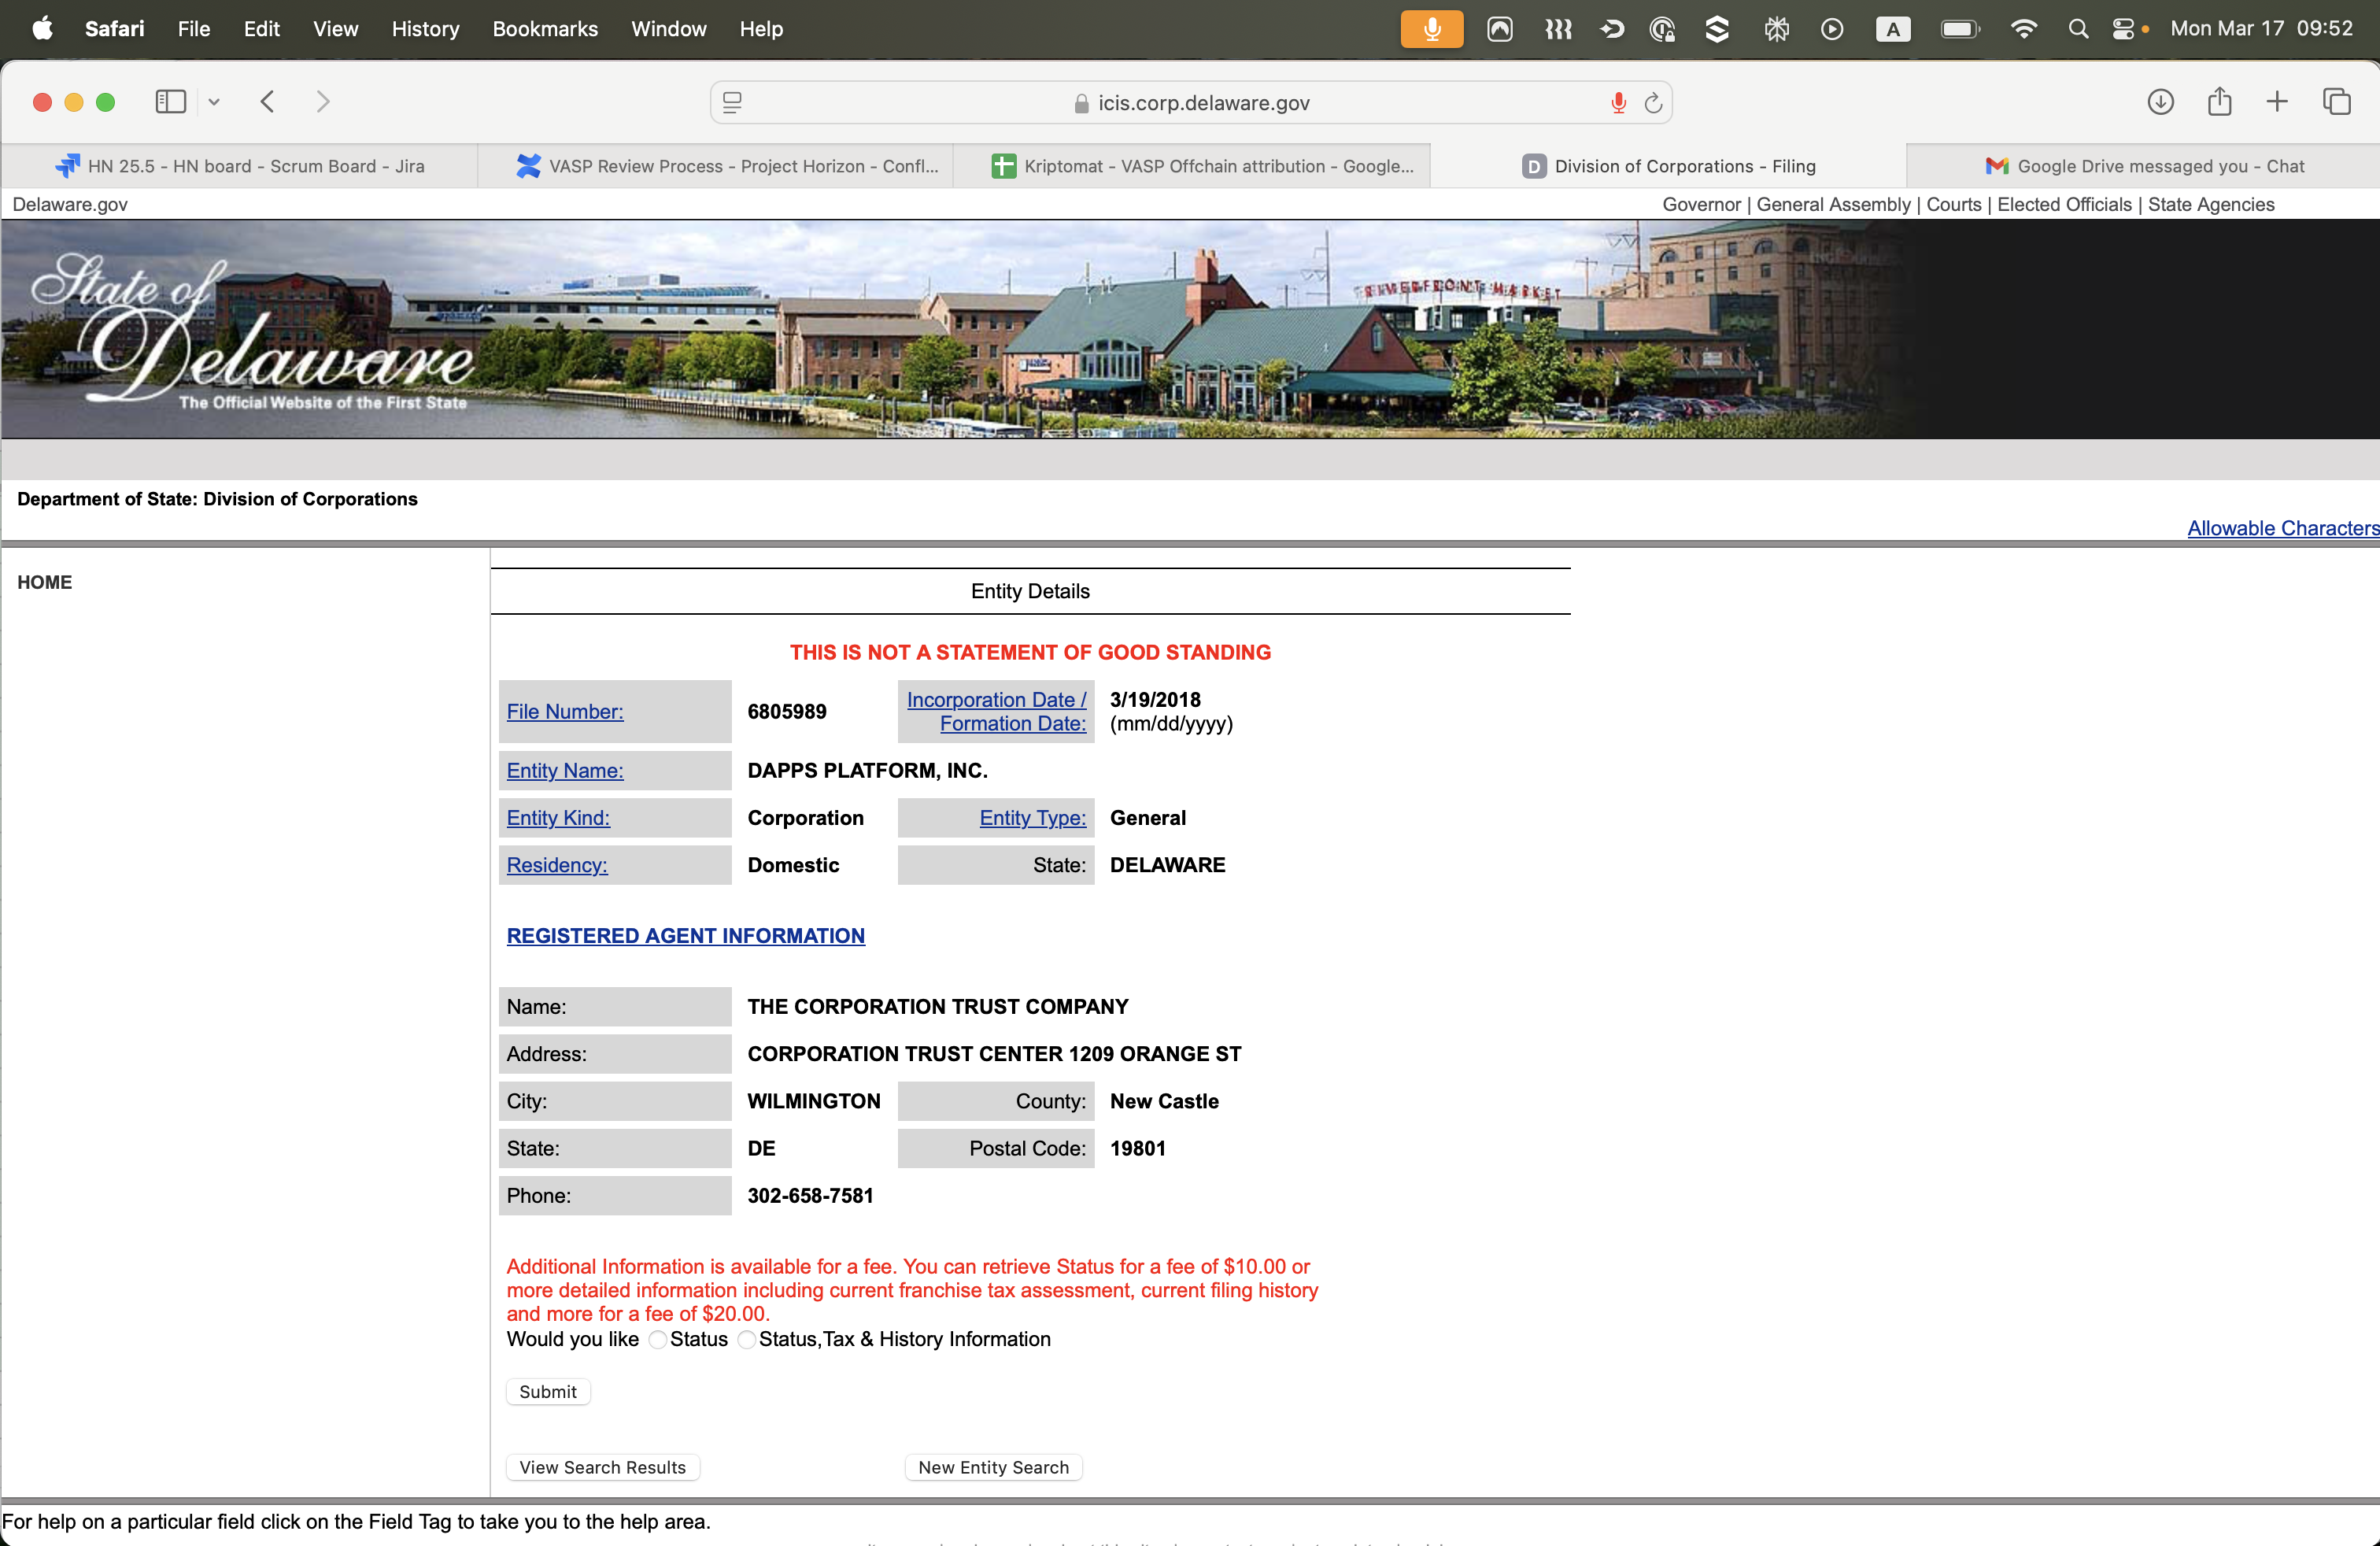 Safari File Edit View History Bookmarks Window Help A Mon Mar 17 09:52
icis.corp.delaware.gov
HN 25.5 - HN board - Scrum Board - Jira
VASP Review Process - Project Horizon - Confl...
Kriptomat - VASP Offchain attribution - Google...
D Division of Corporations - Filing
Google Drive messaged you - Chat
Delaware.gov
Governor | General Assembly | Courts | Elected Officials | State Agencies
RIVERFRONT MARKET
State of
Delaware
The Official Website of the First State
Department of State: Division of Corporations
Allowable Characters
HOME
Entity Details
THIS IS NOT A STATEMENT OF GOOD STANDING
File Number: 6805989 Incorporation Date / Formation Date: 3/19/2018 (mm/dd/yyyy)
Entity Name: DAPPS PLATFORM, INC.
Entity Kind: Corporation Entity Type: General
Residency: Domestic State: DELAWARE
REGISTERED AGENT INFORMATION
Name: THE CORPORATION TRUST COMPANY
Address: CORPORATION TRUST CENTER 1209 ORANGE ST
City: WILMINGTON County: New Castle
State: DE Postal Code: 19801
Phone: 302-658-7581
Additional Information is available for a fee. You can retrieve Status for a fee of $10.00 or
more detailed information including current franchise tax assessment, current filing history
and more for a fee of $20.00.
Would you like Status Status,Tax & History Information
Submit
View Search Results New Entity Search
For help on a particular field click on the Field Tag to take you to the help area.